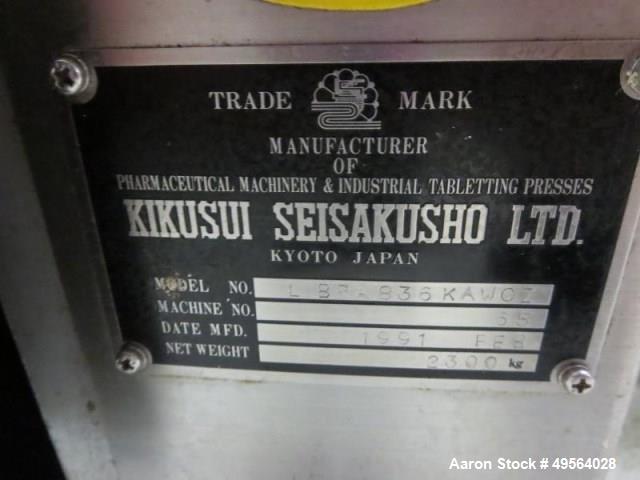 TRADE MARK
MANUFACTURER
OF
PHARMACEUTICAL MACHINERY & INDUSTRIAL TABLETTING PRESSES
KIKUSUI SEISAKUSHO LTD.
KYOTO JAPAN
MODEL NO.
MACHINE NO.
DATE MFD. 1991 FEB
NET WEIGHT 2300 kg
Aaron Stock # 49564028